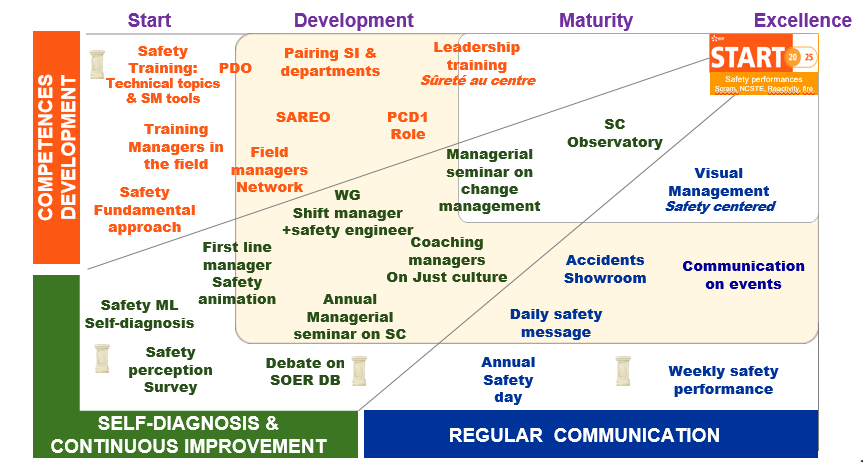 Start
Development
Maturity
Excellence
COMPETENCES
DEVELOPMENT
Safety
Training:
Technical topics
& SM tools
PDO
Pairing SI &
departments
Leadership
training
Sûreté au centre
START
20
25
Safety performances
Scram, NCSTE, Reactivity, fire
Training
Managers in
the field
SAREO
PCD1
Role
SC
Observatory
Field
managers
Network
Managerial
seminar on
change
management
Visual
Management
Safety centered
Safety
Fundamental
approach
WG
Shift manager
+safety engineer
First line
manager
Safety
animation
Coaching
managers
On Just culture
Accidents
Showroom
Communication
on events
Safety ML
Self-diagnosis
Annual
Managerial
seminar on SC
Daily safety
message
Safety
perception
Survey
Debate on
SOER DB
Annual
Safety
day
Weekly safety
performance
SELF-DIAGNOSIS &
CONTINUOUS IMPROVEMENT
REGULAR COMMUNICATION